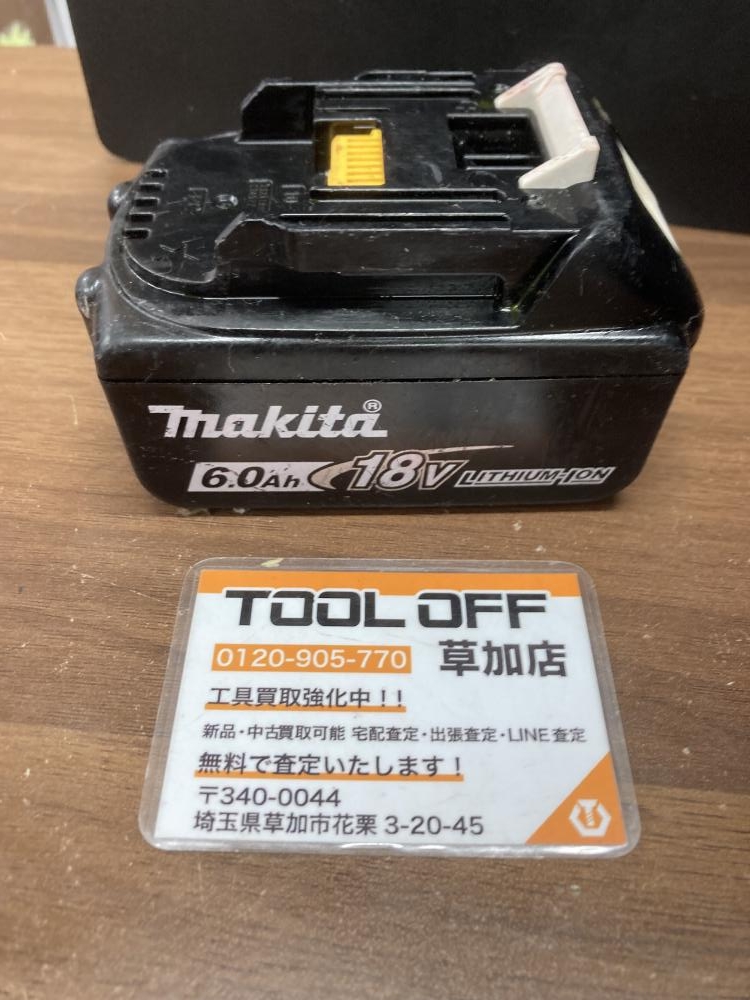 makita®
6.0Ah 18V LITHIUM-ION
TOOL OFF
0120-905-770 草加店
工具買取強化中！！
新品・中古買取可能 宅配査定・出張査定・LINE査定
無料で査定いたします！
〒340-0044
埼玉県草加市花栗 3-20-45